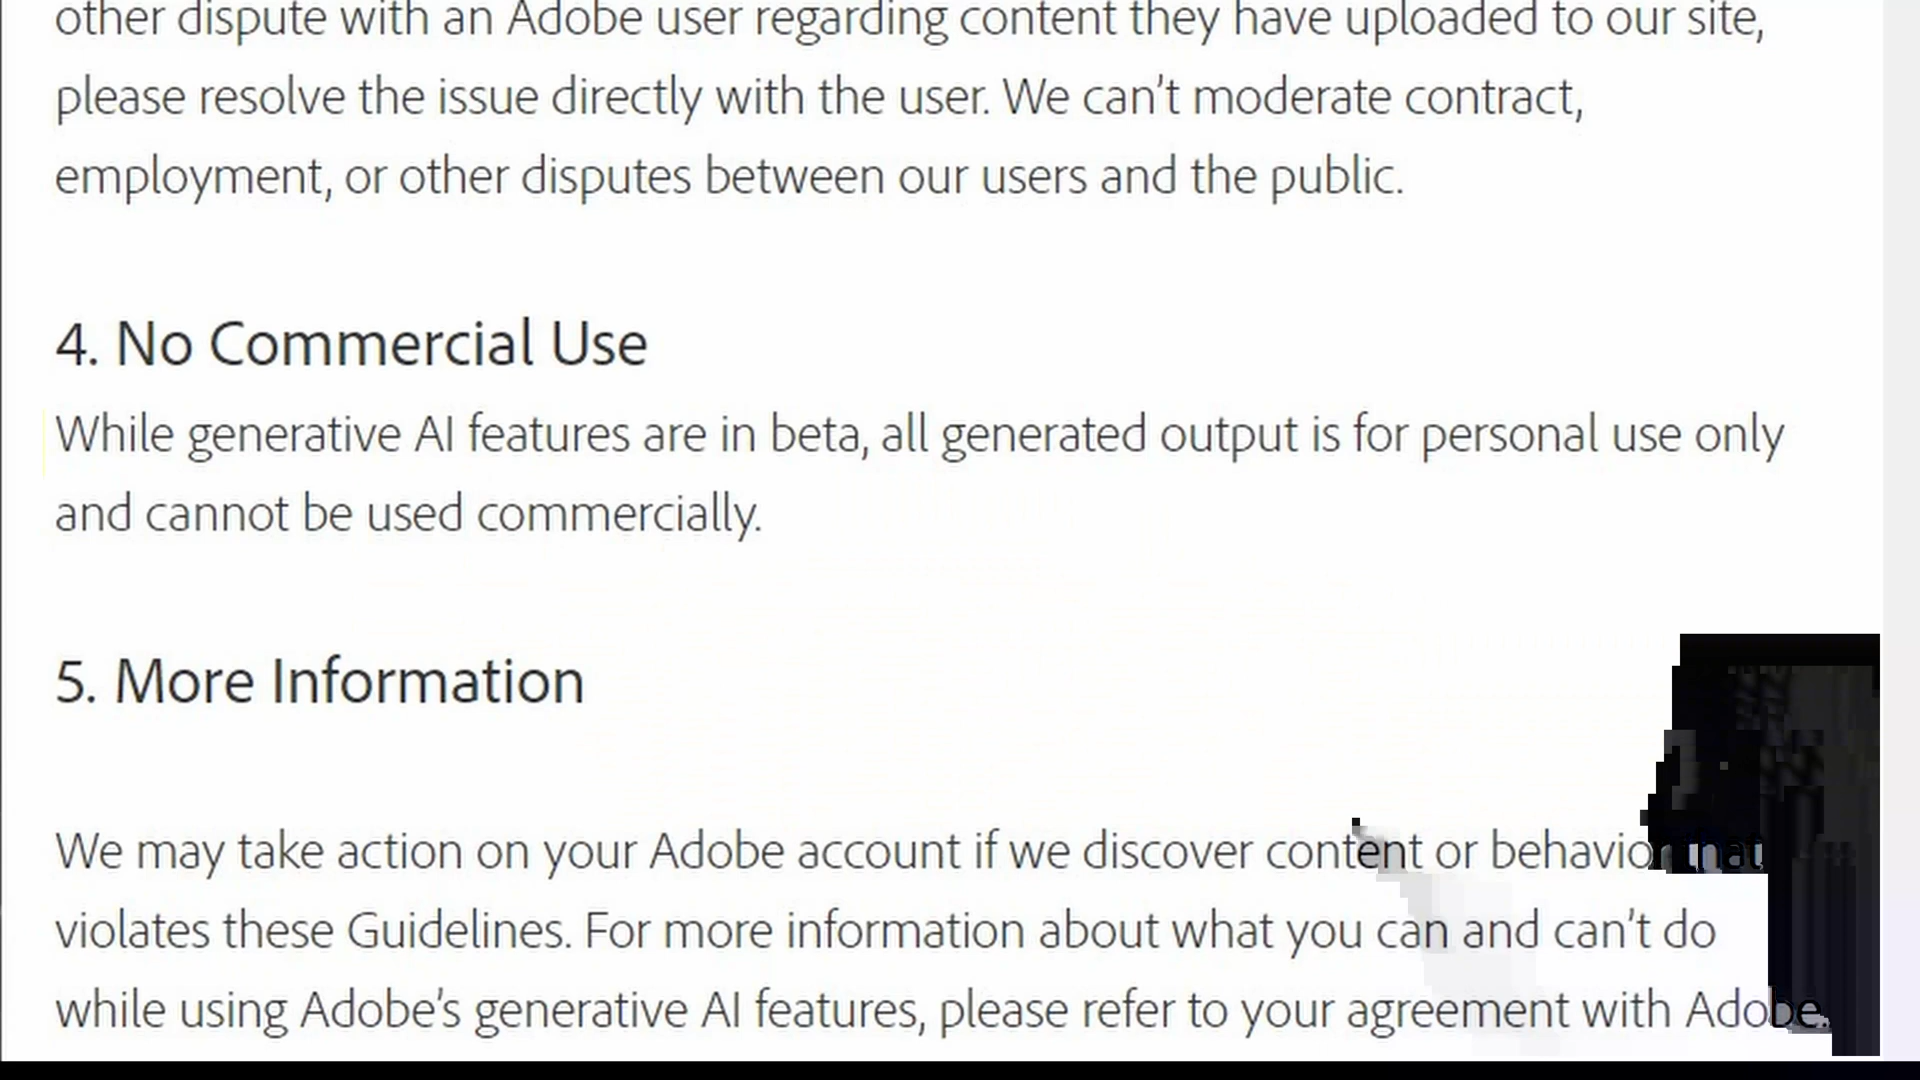 other dispute with an Adobe user regarding content they have uploaded to our site,
please resolve the issue directly with the user. We can’t moderate contract,
employment, or other disputes between our users and the public.
4. No Commercial Use
While generative AI features are in beta, all generated output is for personal use only
and cannot be used commercially.
5. More Information
We may take action on your Adobe account if we discover content or behavior that
violates these Guidelines. For more information about what you can and can’t do
while using Adobe’s generative AI features, please refer to your agreement with Adobe.